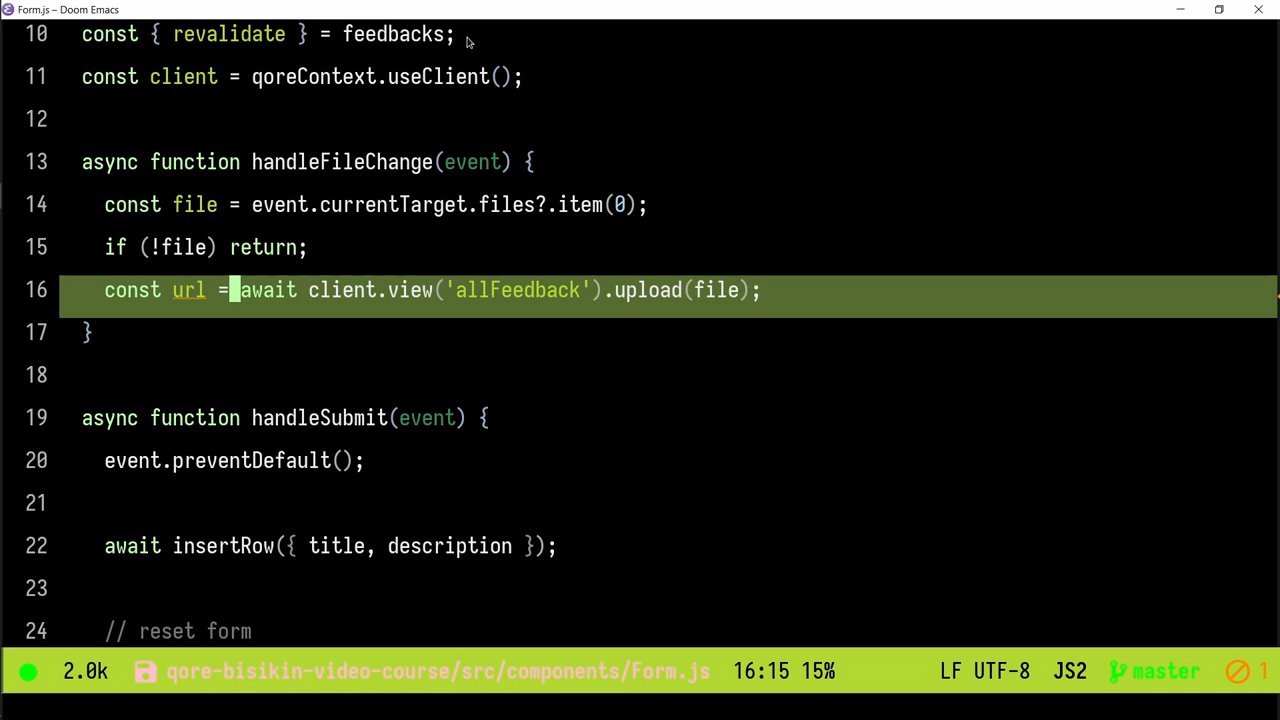 Form.js – Doom Emacs
10 const { revalidate } = feedbacks;
11 const client = qoreContext.useClient();
12
13 async function handleFileChange(event) {
14 const file = event.currentTarget.files?.item(0);
15 if (!file) return;
16 const url = await client.view('allFeedback').upload(file);
17 }
18
19 async function handleSubmit(event) {
20 event.preventDefault();
21
22 await insertRow({ title, description });
23
24 // reset form
2.0k qore-bisikin-video-course/src/components/Form.js 16:15 15% LF UTF-8 JS2 master 1